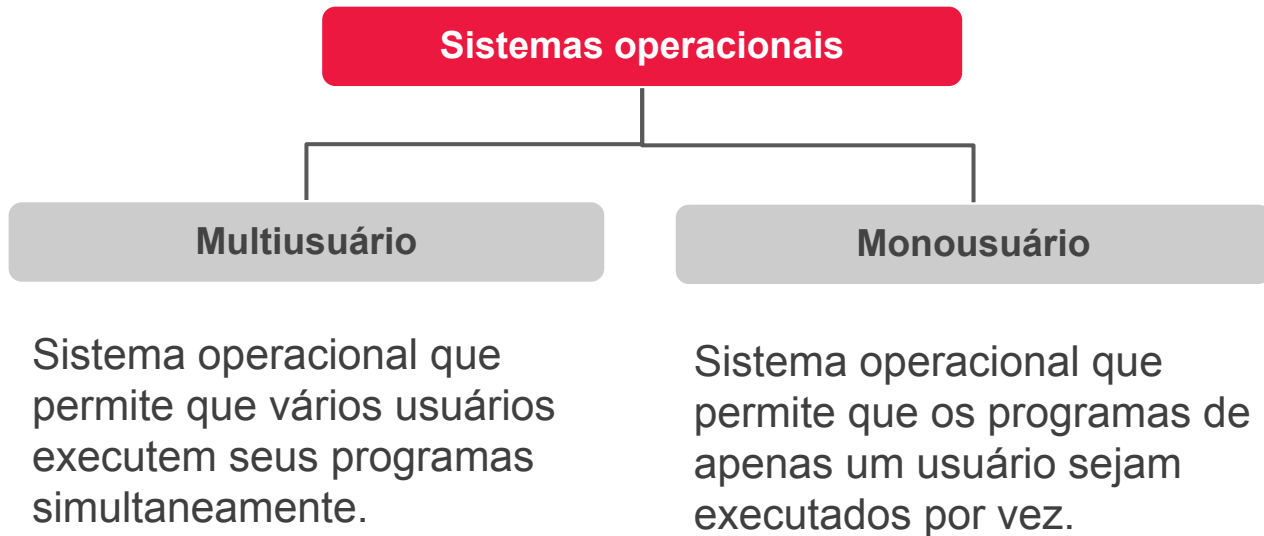 Sistemas operacionais
Multiusuário
Monousuário
Sistema operacional que
permite que vários usuários
executem seus programas
simultaneamente.
Sistema operacional que
permite que os programas de
apenas um usuário sejam
executados por vez.